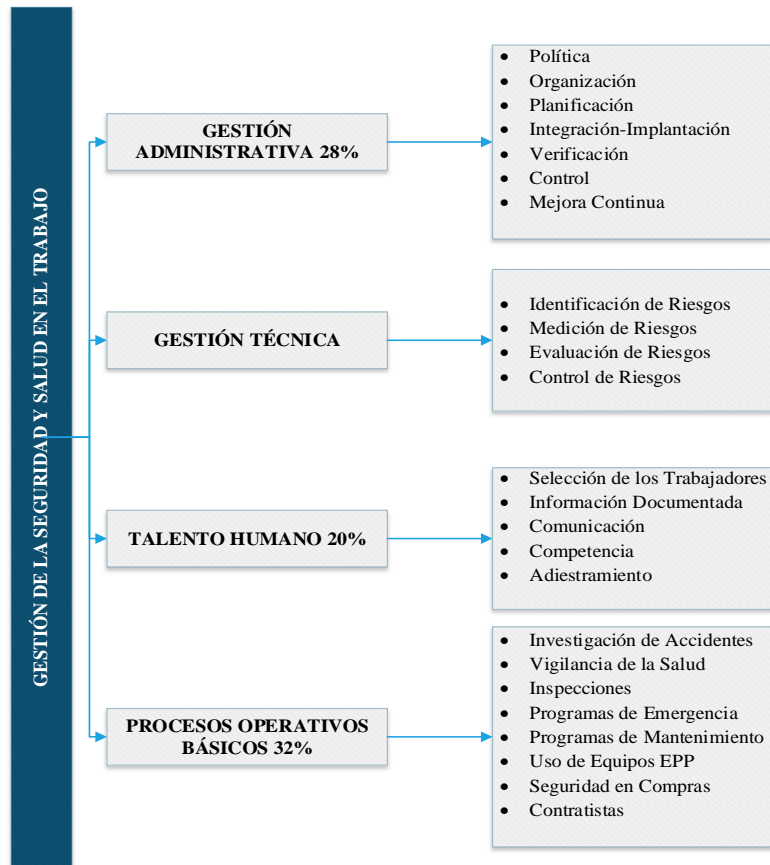 GESTIÓN DE LA SEGURIDAD Y SALUD EN EL TRABAJO
GESTIÓN
ADMINISTRATIVA 28%
• Política
• Organización
• Planificación
• Integración-Implantación
• Verificación
• Control
• Mejora Continua
GESTIÓN TÉCNICA
• Identificación de Riesgos
• Medición de Riesgos
• Evaluación de Riesgos
• Control de Riesgos
TALENTO HUMANO 20%
• Selección de los Trabajadores
• Información Documentada
• Comunicación
• Competencia
• Adiestramiento
PROCESOS OPERATIVOS
BÁSICOS 32%
• Investigación de Accidentes
• Vigilancia de la Salud
• Inspecciones
• Programas de Emergencia
• Programas de Mantenimiento
• Uso de Equipos EPP
• Seguridad en Compras
• Contratistas